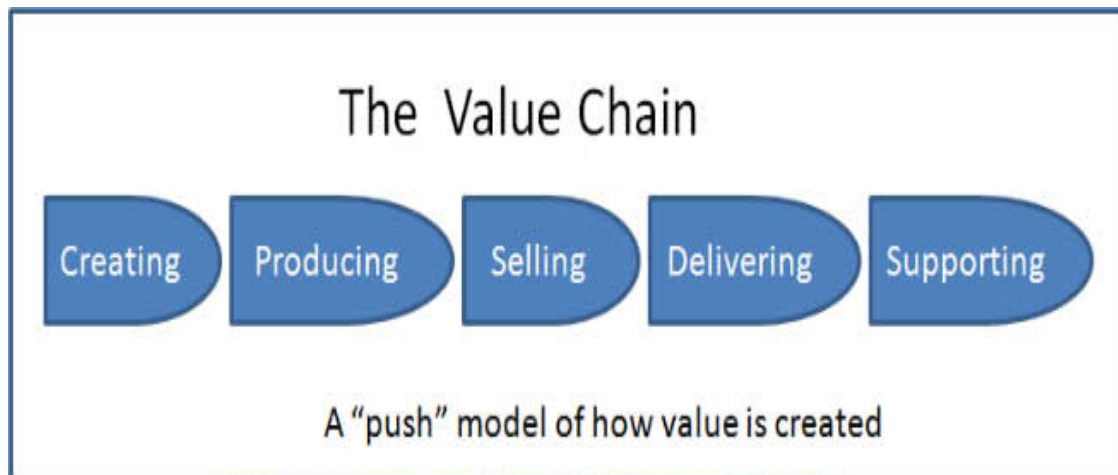 The Value Chain
Creating Producing Selling Delivering Supporting
A “push” model of how value is created